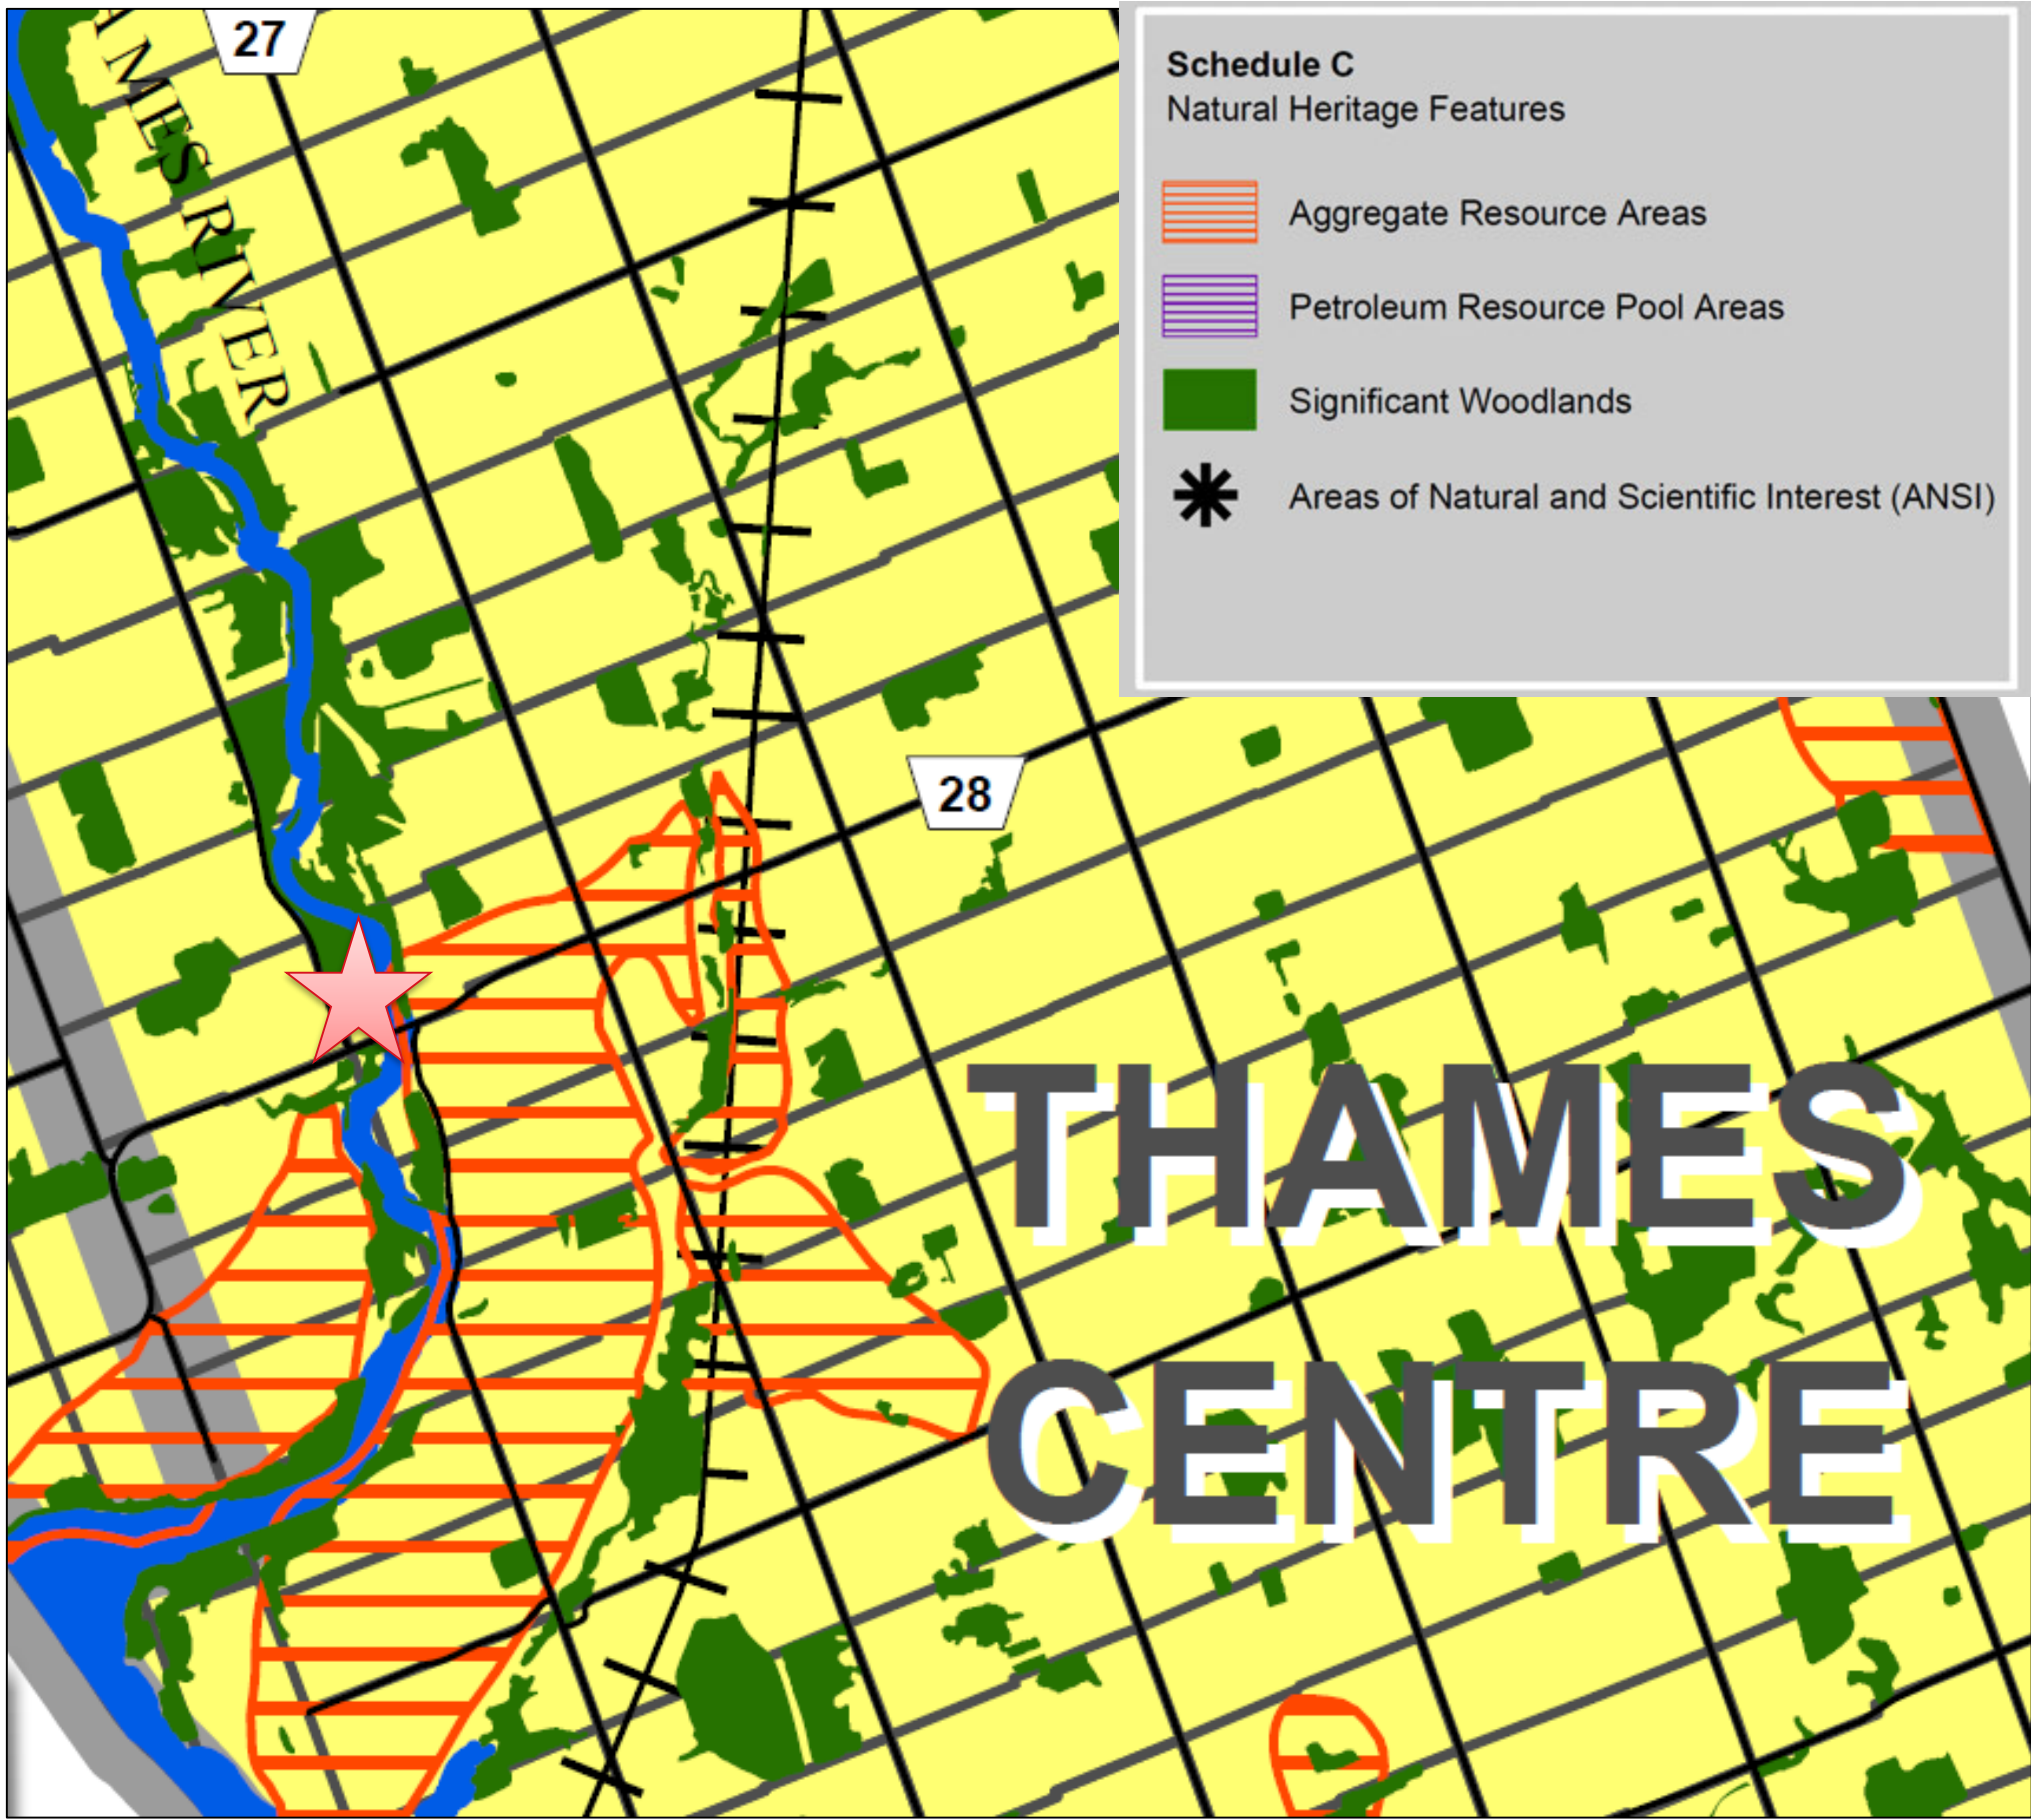 27
AMES RIVER
Schedule C
Natural Heritage Features
Aggregate Resource Areas
Petroleum Resource Pool Areas
Significant Woodlands
Areas of Natural and Scientific Interest (ANSI)
28
THAMES
CENTRE